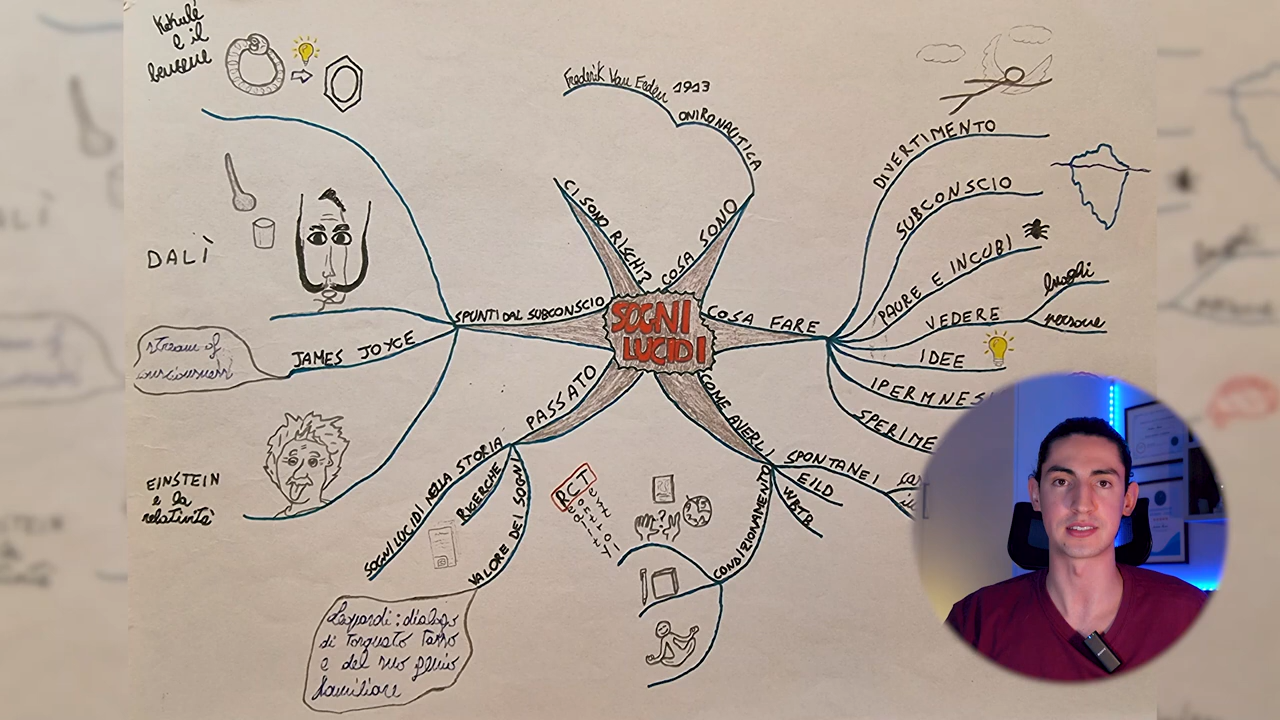 Kekulé
e il
benzene
Frederik Van Eeden 1913
ONIRONAUTICA
DIVERTIMENTO
SUBCONSCIO
CI SONO RISCHI?
COSA SONO
DALÌ
PAURE E INCUBI
luoghi
SPUNTI DAL SUBCONSCIO
SOGNI
LUCIDI
COSA FARE
VEDERE
persone
stream of
JAMES JOYCE
IDEE
IPERMNES
SPERIME
PASSATO
COME AVERLI
EINSTEIN
e la
relatività
SOGNI LUCIDI NELLA STORIA
RICERCHE
VALORE DEI SOGNI
RCT
CONDIZIONAMENTO
SPONTANEI
EILD
WBTB
Leopardi: dialogo
di Torquato Tasso
e del suo genio
familiare